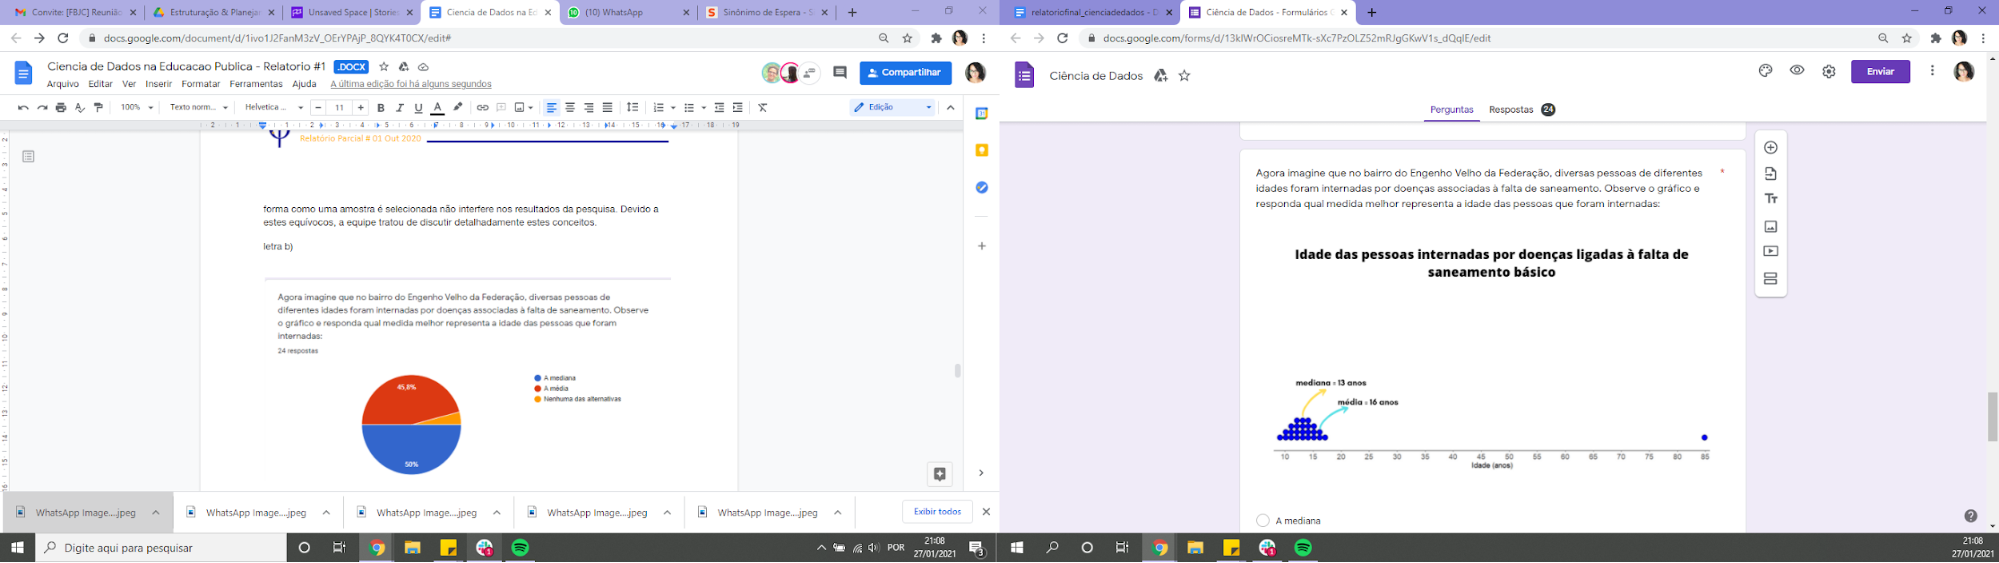 Convite: [FBJC] Reunião
Estruturação & Planejan
Unsaved Space | Stories
Ciencia de Dados na Ed
(10) WhatsApp
Sinônimo de Espera - S
docs.google.com/document/d/1ivo1J2FanM3zV_OErYPAjP_8QYK4T0CX/edit#
Ciencia de Dados na Educacao Publica - Relatorio #1 .DOCX
Compartilhar
Arquivo Editar Ver Inserir Formatar Ferramentas Ajuda A última edição foi há alguns segundos
100% Texto norm... Helvetica ... 11 B I U A Edição
Relatório Parcial # 01 Out 2020
forma como uma amostra é selecionada não interfere nos resultados da pesquisa. Devido a
estes equívocos, a equipe tratou de discutir detalhadamente estes conceitos.
letra b)
Agora imagine que no bairro do Engenho Velho da Federação, diversas pessoas de
diferentes idades foram internadas por doenças associadas à falta de saneamento. Observe
o gráfico e responda qual medida melhor representa a idade das pessoas que foram
internadas:
24 respostas
A mediana
A média
Nenhuma das alternativas
45,8%
50%
WhatsApp Image....jpeg
WhatsApp Image....jpeg
WhatsApp Image....jpeg
WhatsApp Image....jpeg
WhatsApp Image....jpeg
Exibir todos
Digite aqui para pesquisar
POR
21:08
27/01/2021
3
relatoriofinal_cienciadedados - D
Ciência de Dados - Formulários G
docs.google.com/forms/d/13kIWrOCiosreMTk-sXc7PzOLZ52mRJgGKwV1s_dQqIE/edit
Ciência de Dados
Enviar
Perguntas Respostas 24
Agora imagine que no bairro do Engenho Velho da Federação, diversas pessoas de diferentes *
idades foram internadas por doenças associadas à falta de saneamento. Observe o gráfico e
responda qual medida melhor representa a idade das pessoas que foram internadas:
Idade das pessoas internadas por doenças ligadas à falta de
saneamento básico
mediana = 13 anos
média = 16 anos
10 15 20 25 30 35 40 45 50 55 60 65 70 75 80 85
Idade (anos)
A mediana
21:08
27/01/2021